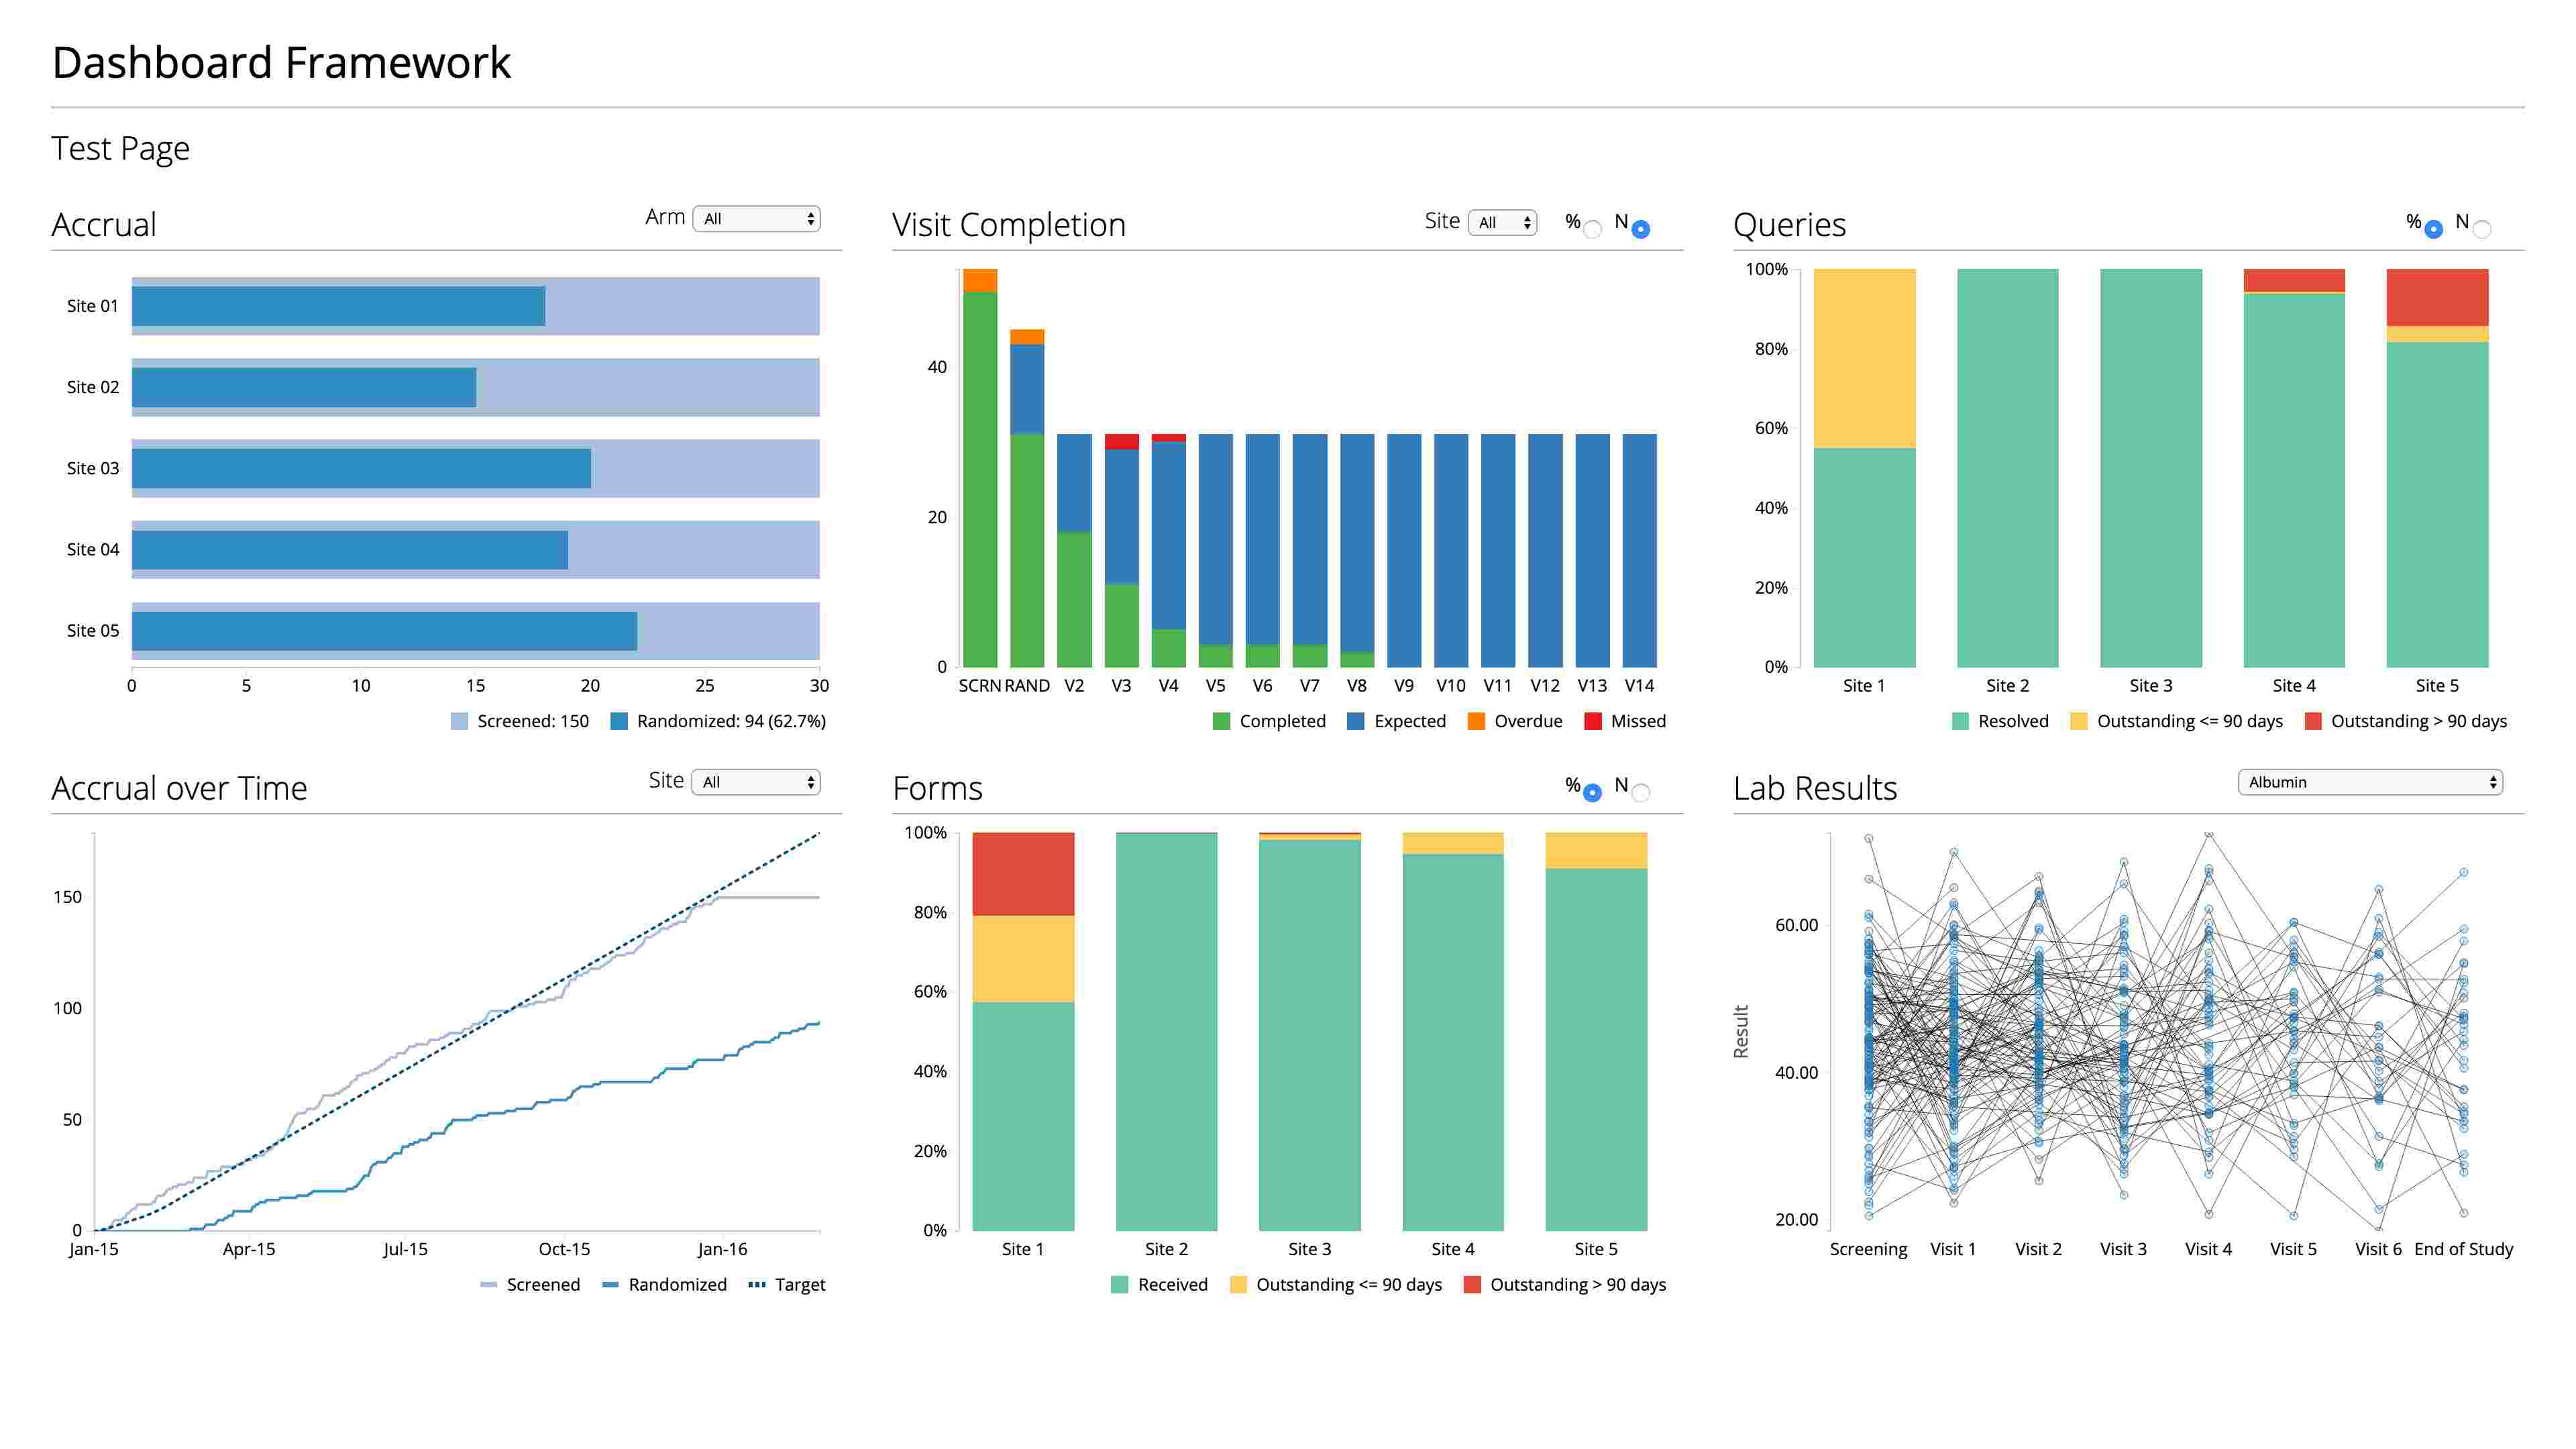 Dashboard Framework
Test Page
Accrual
Arm All
Site 01
Site 02
Site 03
Site 04
Site 05
0 5 10 15 20 25 30
Screened: 150 Randomized: 94 (62.7%)
Visit Completion
Site All % N
40
20
0
SCRN RAND V2 V3 V4 V5 V6 V7 V8 V9 V10 V11 V12 V13 V14
Completed Expected Overdue Missed
Queries
% N
100%
80%
60%
40%
20%
0%
Site 1 Site 2 Site 3 Site 4 Site 5
Resolved Outstanding <= 90 days Outstanding > 90 days
Accrual over Time
Site All
150
100
50
0
Jan-15 Apr-15 Jul-15 Oct-15 Jan-16
Screened Randomized Target
Forms
% N
100%
80%
60%
40%
20%
0%
Site 1 Site 2 Site 3 Site 4 Site 5
Received Outstanding <= 90 days Outstanding > 90 days
Lab Results
Albumin
Result
60.00
40.00
20.00
Screening Visit 1 Visit 2 Visit 3 Visit 4 Visit 5 Visit 6 End of Study